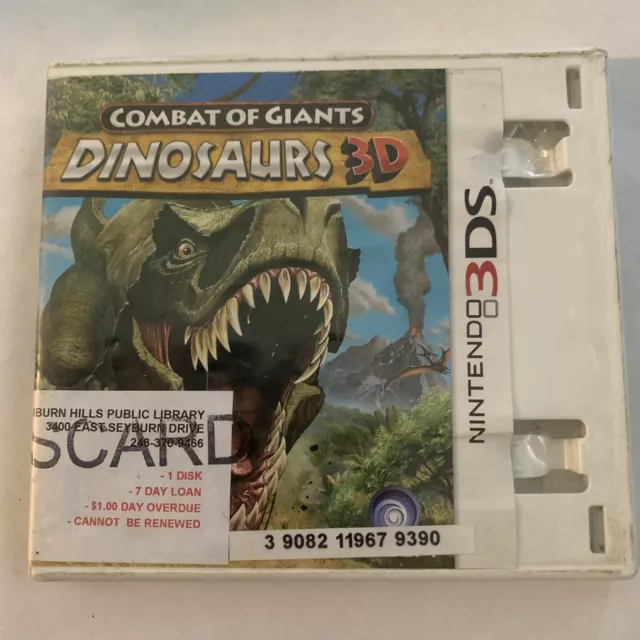 COMBAT OF GIANTS
DINOSAURS 3D
NINTENDO 3DS
BURN HILLS PUBLIC LIBRARY
3400 EAST SEYBURN DRIVE
248-370-9466
SCARD
- 1 DISK
- 7 DAY LOAN
- $1.00 DAY OVERDUE
- CANNOT BE RENEWED
3 9082 11967 9390